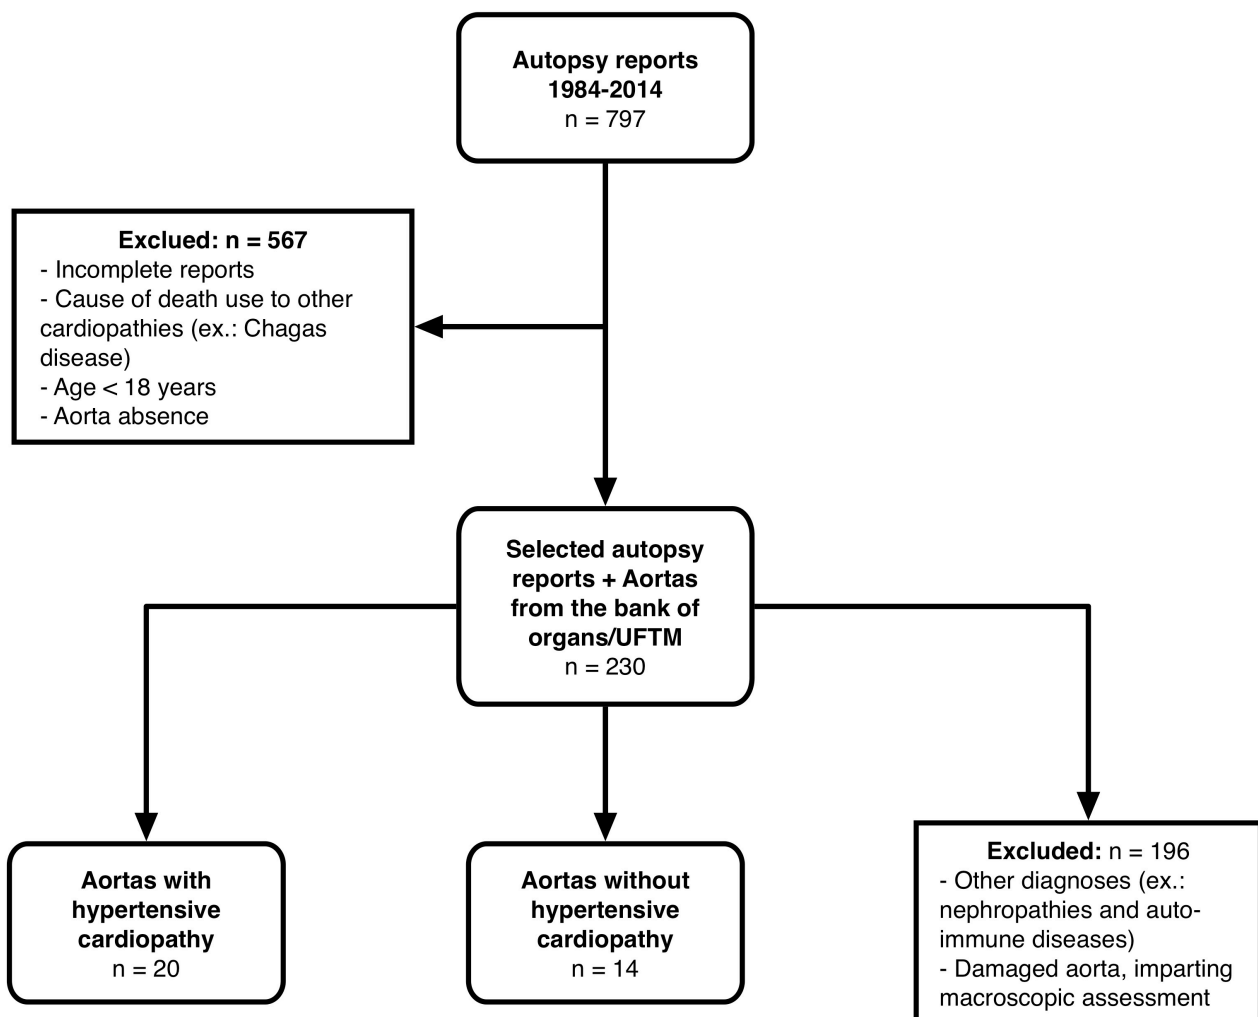 Autopsy reports
1984-2014
n = 797
Exclued: n = 567
- Incomplete reports
- Cause of death use to other
cardiopathies (ex.: Chagas
disease)
- Age < 18 years
- Aorta absence
Selected autopsy
reports + Aortas
from the bank of
organs/UFTM
n = 230
Aortas with
hypertensive
cardiopathy
n = 20
Aortas without
hypertensive
cardiopathy
n = 14
Excluded: n = 196
- Other diagnoses (ex.:
nephropathies and auto-
immune diseases)
- Damaged aorta, imparting
macroscopic assessment